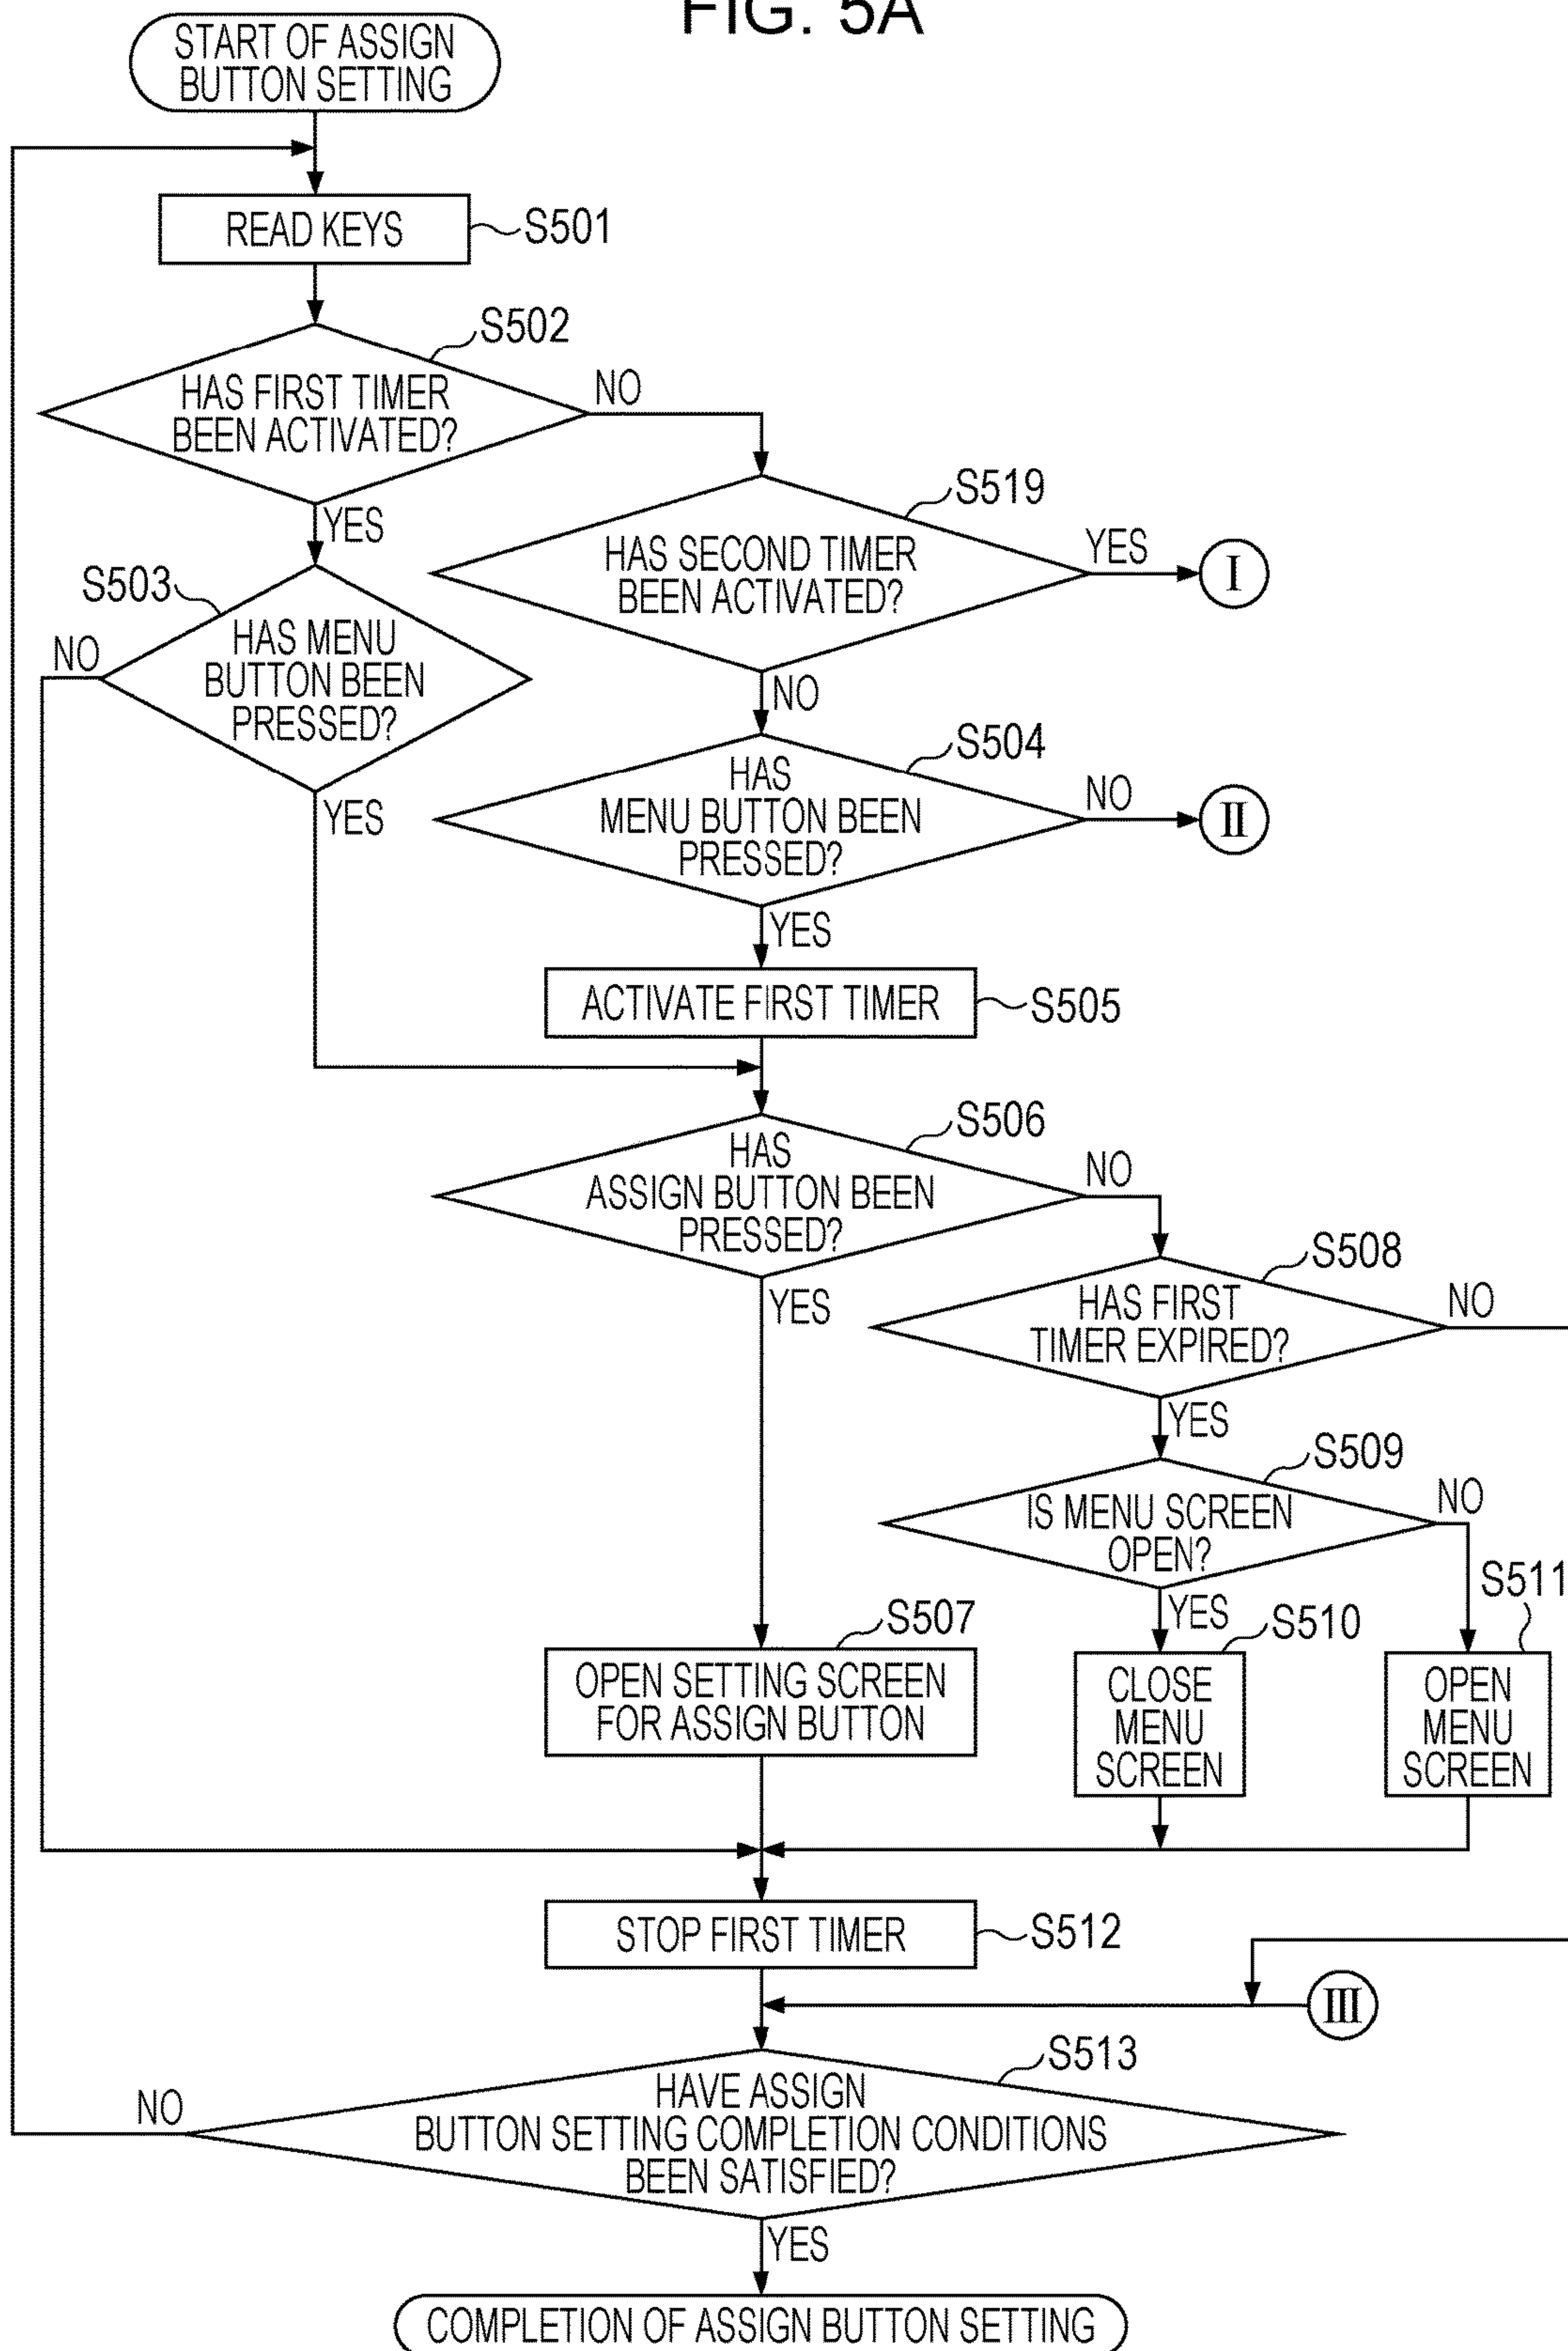 FIG. 5A
START OF ASSIGN
BUTTON SETTING
READ KEYS
S501
S502
HAS FIRST TIMER
BEEN ACTIVATED?
NO
YES
S519
HAS SECOND TIMER
BEEN ACTIVATED?
YES
I
NO
S503
HAS MENU
BUTTON BEEN
PRESSED?
NO
YES
S504
HAS
MENU BUTTON BEEN
PRESSED?
NO
II
YES
ACTIVATE FIRST TIMER
S505
S506
HAS
ASSIGN BUTTON BEEN
PRESSED?
NO
YES
S508
HAS FIRST
TIMER EXPIRED?
NO
YES
S509
IS MENU SCREEN
OPEN?
NO
YES
S507
OPEN SETTING SCREEN
FOR ASSIGN BUTTON
S510
CLOSE
MENU
SCREEN
S511
OPEN
MENU
SCREEN
STOP FIRST TIMER
S512
III
S513
HAVE ASSIGN
BUTTON SETTING COMPLETION CONDITIONS
BEEN SATISFIED?
NO
YES
COMPLETION OF ASSIGN BUTTON SETTING